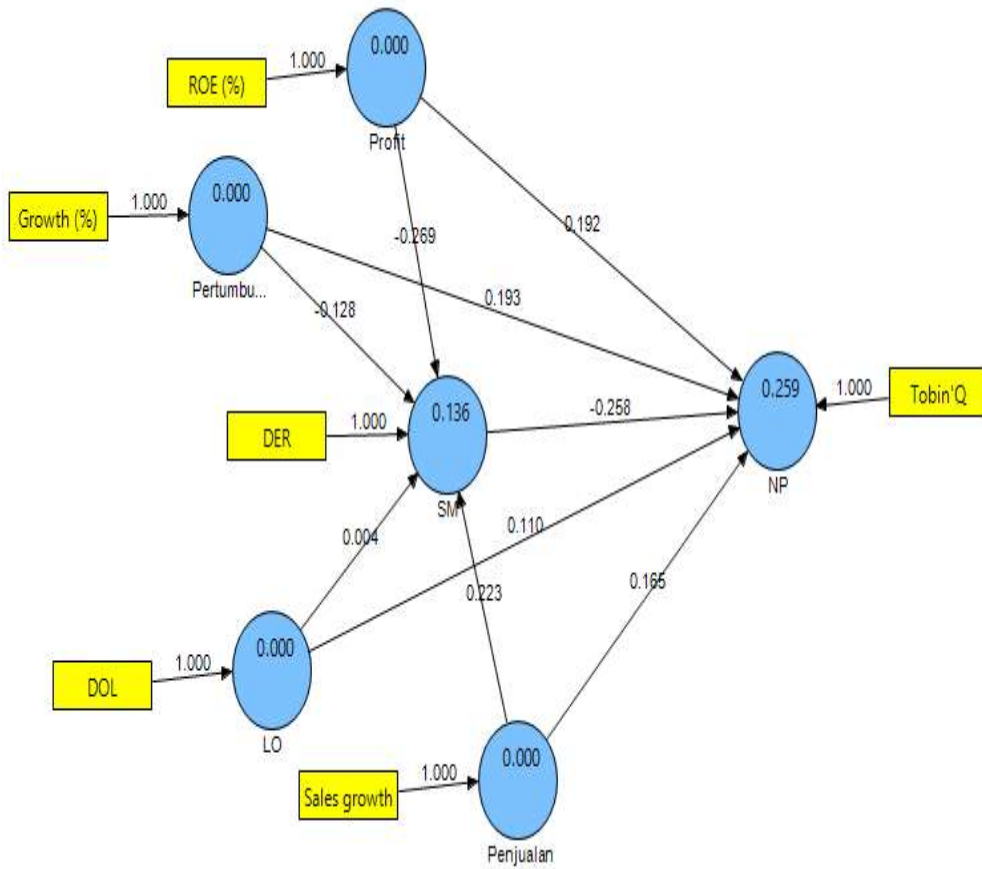 0.000
1.000
ROE (%)
Profit
1.000
0.000
Growth (%)
0.192
-0.269
Pertumbu...
0.193
-0.128
0.259
1.000
Tobin'Q
0.136
-0.258
1.000
DER
NP
SM
0.110
0.004
0.165
0.223
0.000
1.000
DOL
LO
0.000
1.000
Sales growth
Penjualan